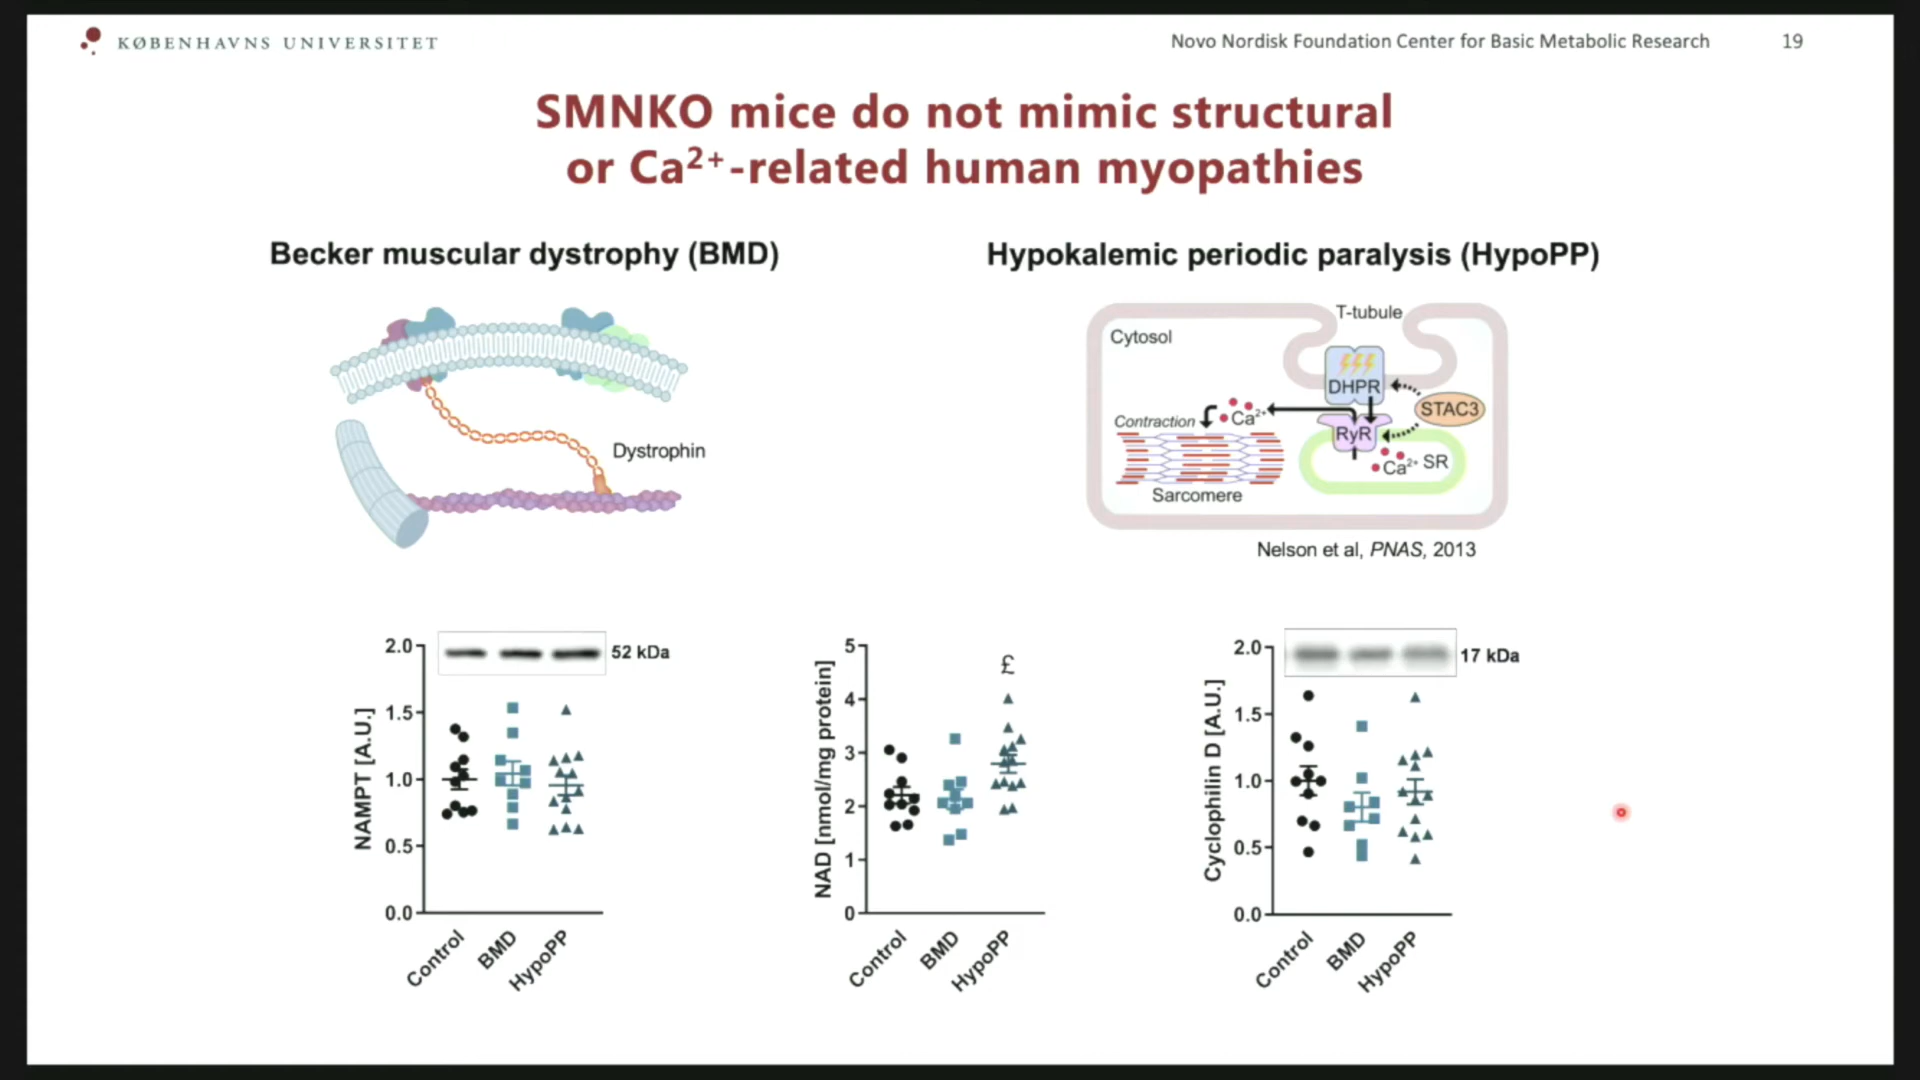 KØBENHAVNS UNIVERSITET
Novo Nordisk Foundation Center for Basic Metabolic Research
19
SMNKO mice do not mimic structural
or Ca²⁺-related human myopathies
Becker muscular dystrophy (BMD)
Dystrophin
Hypokalemic periodic paralysis (HypoPP)
T-tubule
Cytosol
DHPR
STAC3
Contraction
Ca²⁺
RyR
Ca²⁺ SR
Sarcomere
Nelson et al, PNAS, 2013
52 kDa
NAMPT [A.U.]
2.0
1.5
1.0
0.5
0.0
Control
BMD
HypoPP
£
NAD [nmol/mg protein]
5
4
3
2
1
0
Control
BMD
HypoPP
17 kDa
Cyclophilin D [A.U.]
2.0
1.5
1.0
0.5
0.0
Control
BMD
HypoPP